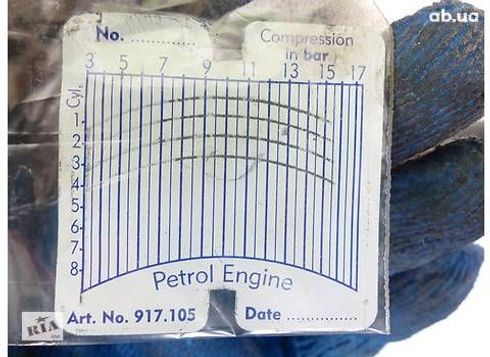 ab.ua
No. .............
Compression
in bar
3 5 7 9 11 13 15 17
Cyl.
1
2
3
4
5
6
7
8
Petrol Engine
Art. No. 917.105
Date ...............
RIA